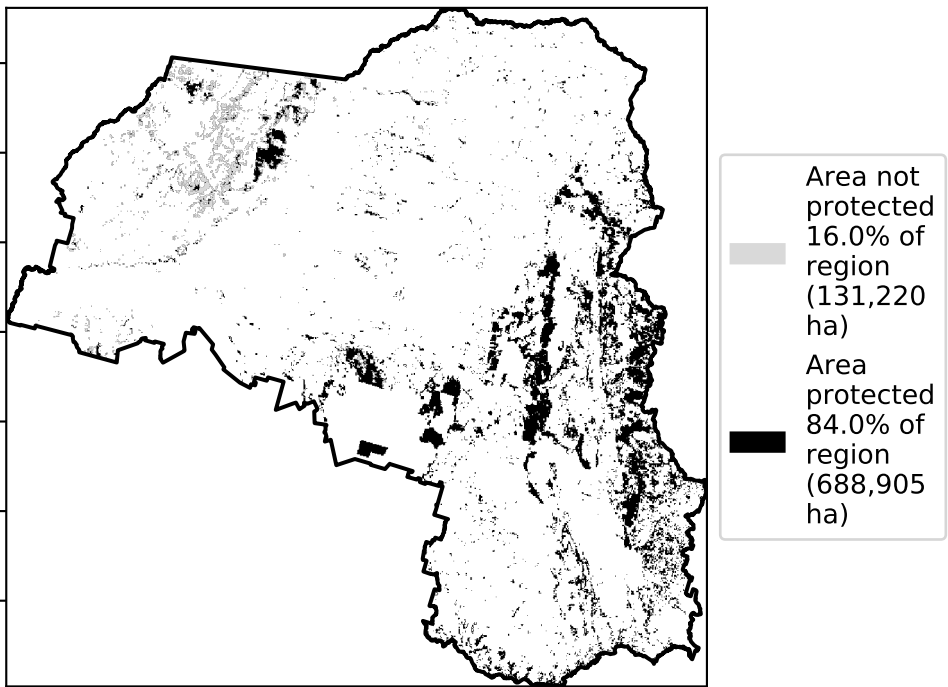 Area not
protected
16.0% of
region
(131,220
ha)
Area
protected
84.0% of
region
(688,905
ha)